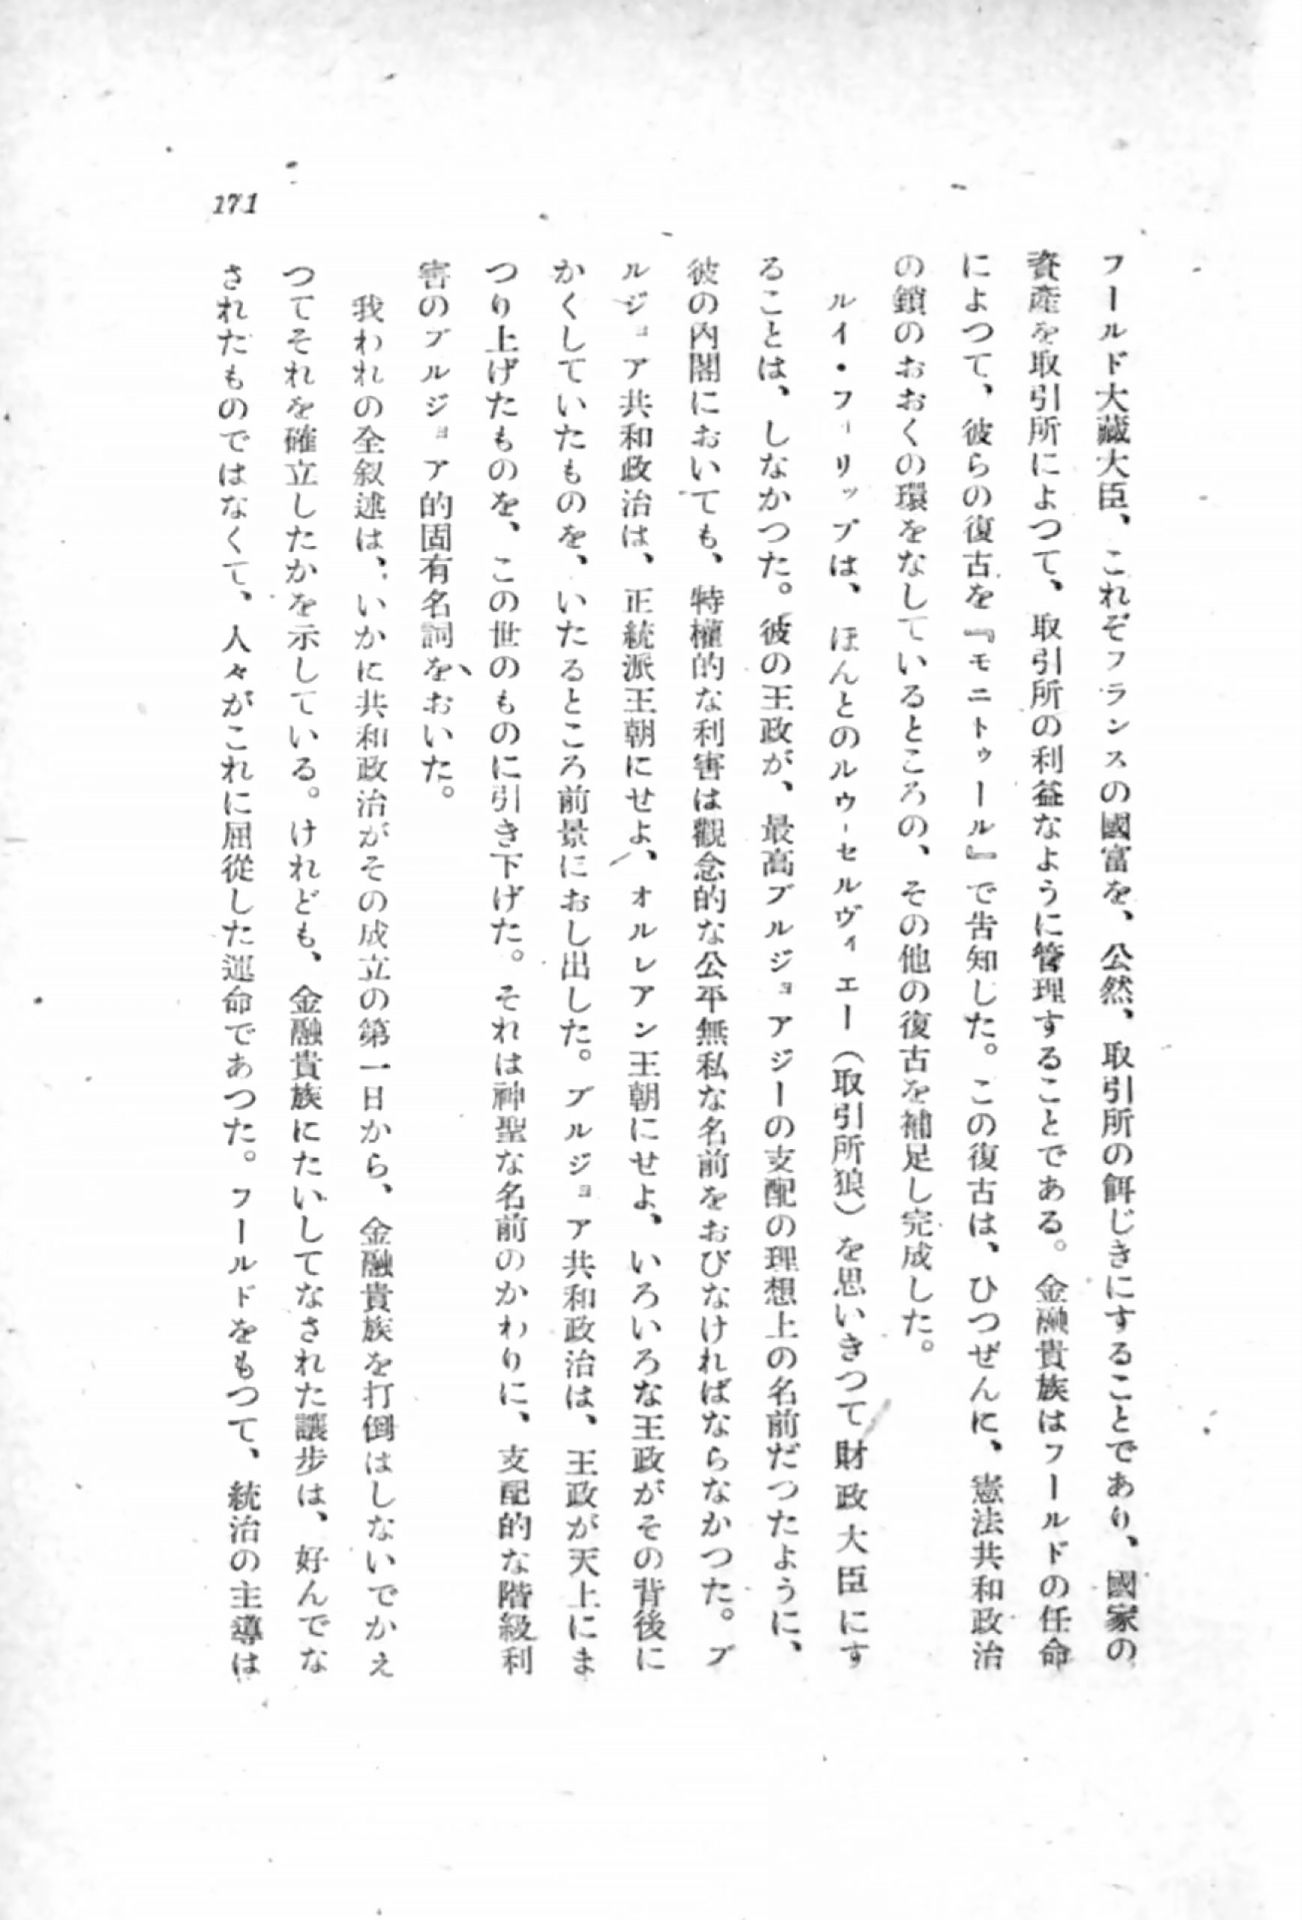 171
フールド大藏大臣、これぞフランスの國富を、公然、取引所の餌じきにすることであり、國家の
資産を取引所によつて、取引所の利益なように管理することである。金融貴族はフールドの任命
によつて、彼らの復古を『モニトゥール』で告知した。この復古は、ひつぜんに、憲法共和政治
の鎖のおおくの環をなしているところの、その他の復古を補足し完成した。
ルイ・フィリップは、ほんとのルゥ‐セルヴィエー（取引所狼）を思いきつて財政大臣にす
ることは、しなかつた。彼の王政が、最高ブルジョアジーの支配の理想上の名前だつたように、
彼の内閣においても、特權的な利害は觀念的な公平無私な名前をおびなければならなかつた。ブ
ルジョア共和政治は、正統派王朝にせよ、オルレアン王朝にせよ、いろいろな王政がその背後に
かくしていたものを、いたるところ前景におし出した。ブルジョア共和政治は、王政が天上にま
つり上げたものを、この世のものに引き下げた。それは神聖な名前のかわりに、支配的な階級利
害のブルジョア的固有名詞をおいた。
我われの全叙述は、いかに共和政治がその成立の第一日から、金融貴族を打倒はしないでかえ
つてそれを確立したかを示している。けれども、金融貴族にたいしてなされた讓步は、好んでな
されたものではなくて、人々がこれに屈從した運命であつた。フールドをもつて、統治の主導は